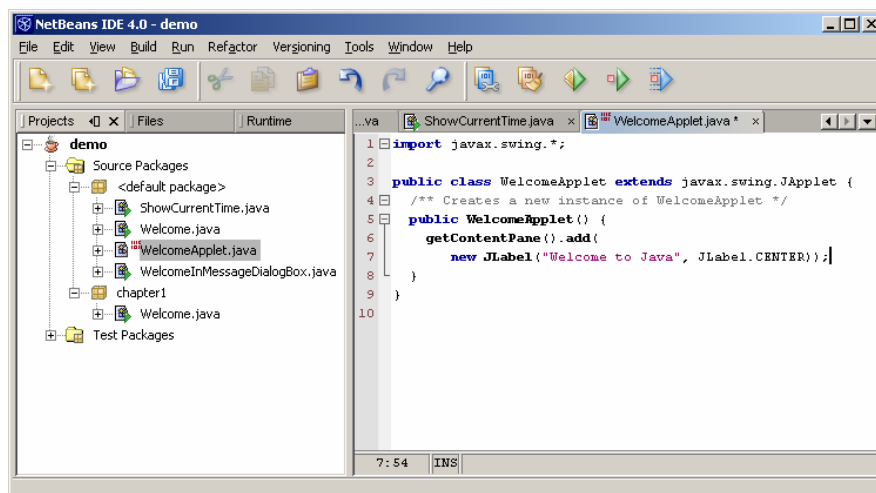 NetBeans IDE 4.0 - demo
File Edit View Build Run Refactor Versioning Tools Window Help
Projects Files Runtime
demo
Source Packages
<default package>
ShowCurrentTime.java
Welcome.java
WelcomeApplet.java
WelcomeInMessageDialogBox.java
chapter1
Welcome.java
Test Packages
...va ShowCurrentTime.java × WelcomeApplet.java * ×
1 import javax.swing.*;
2
3 public class WelcomeApplet extends javax.swing.JApplet {
4 /** Creates a new instance of WelcomeApplet */
5 public WelcomeApplet() {
6 getContentPane().add(
7 new JLabel("Welcome to Java", JLabel.CENTER));
8 }
9 }
10
7:54 INS